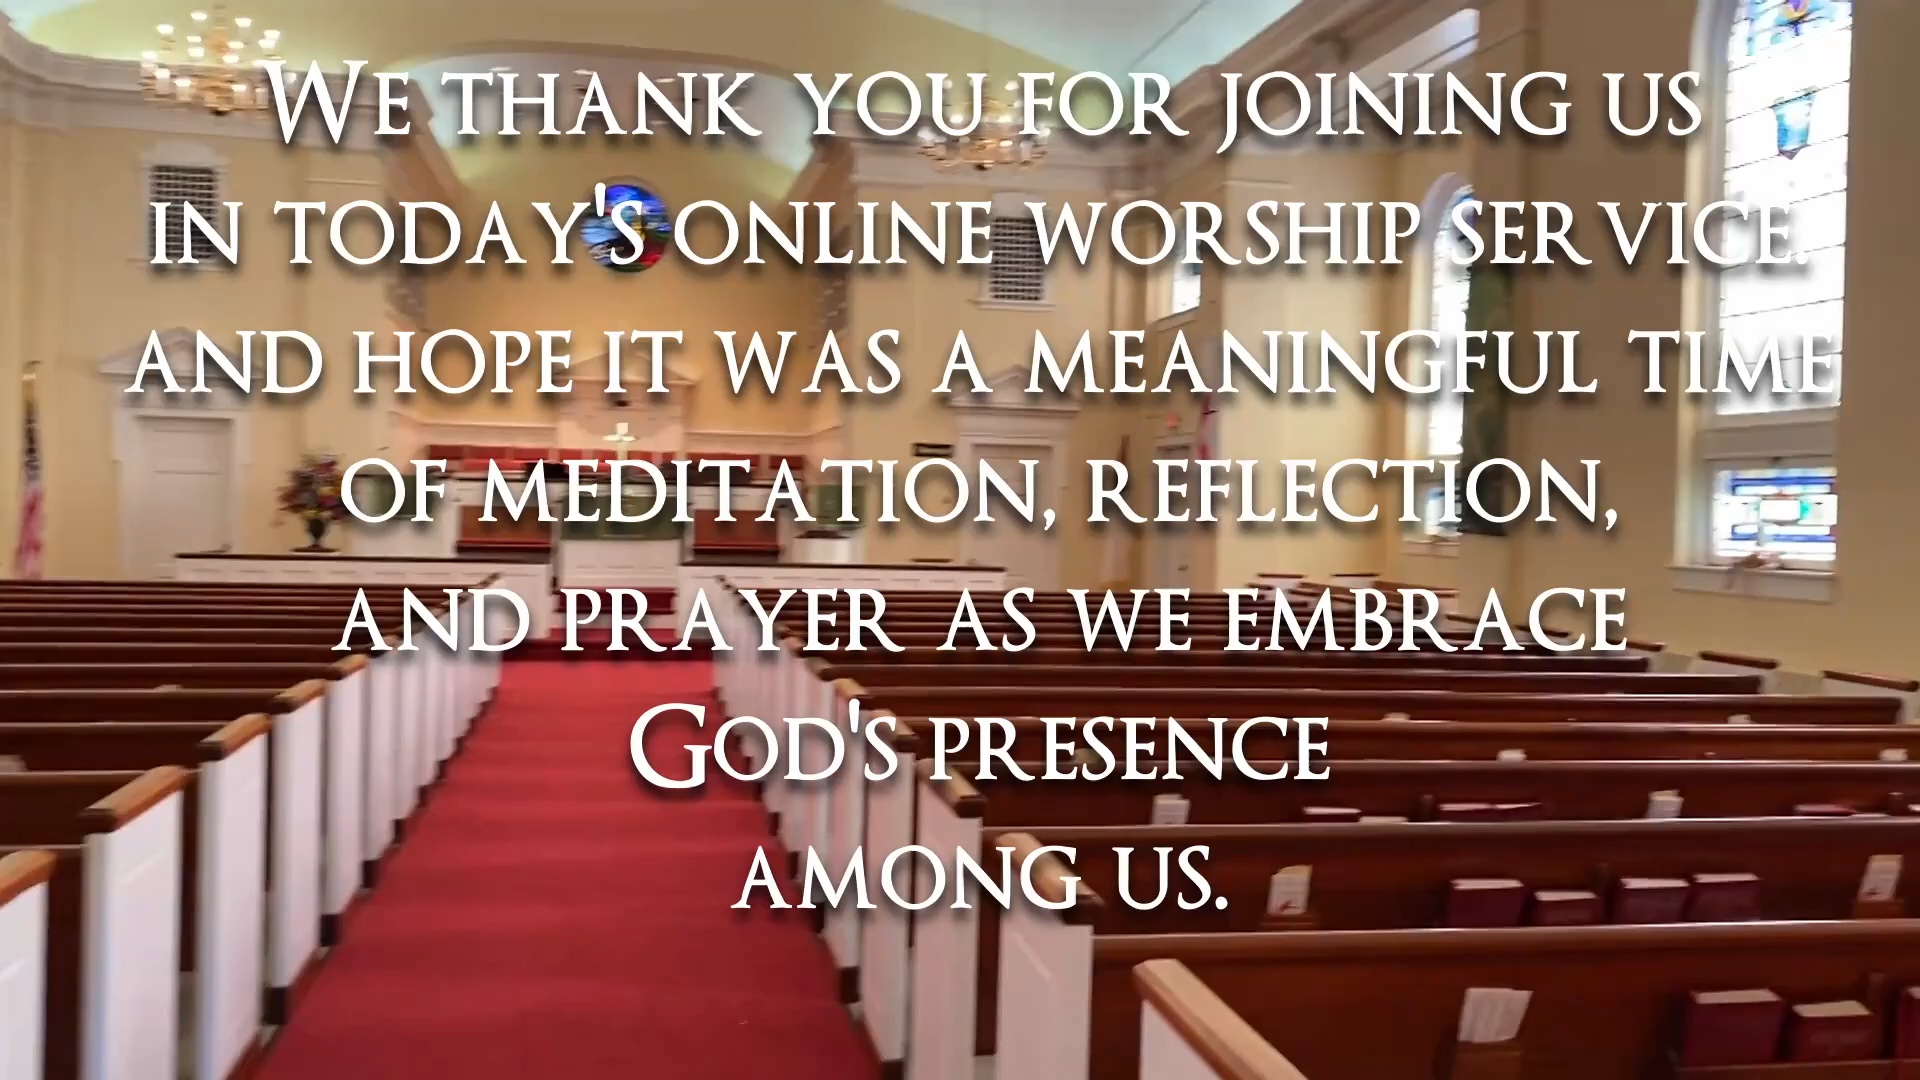 We thank you for joining us
in today's online worship service.
and hope it was a meaningful time
of meditation, reflection,
and prayer as we embrace
God's presence
among us.